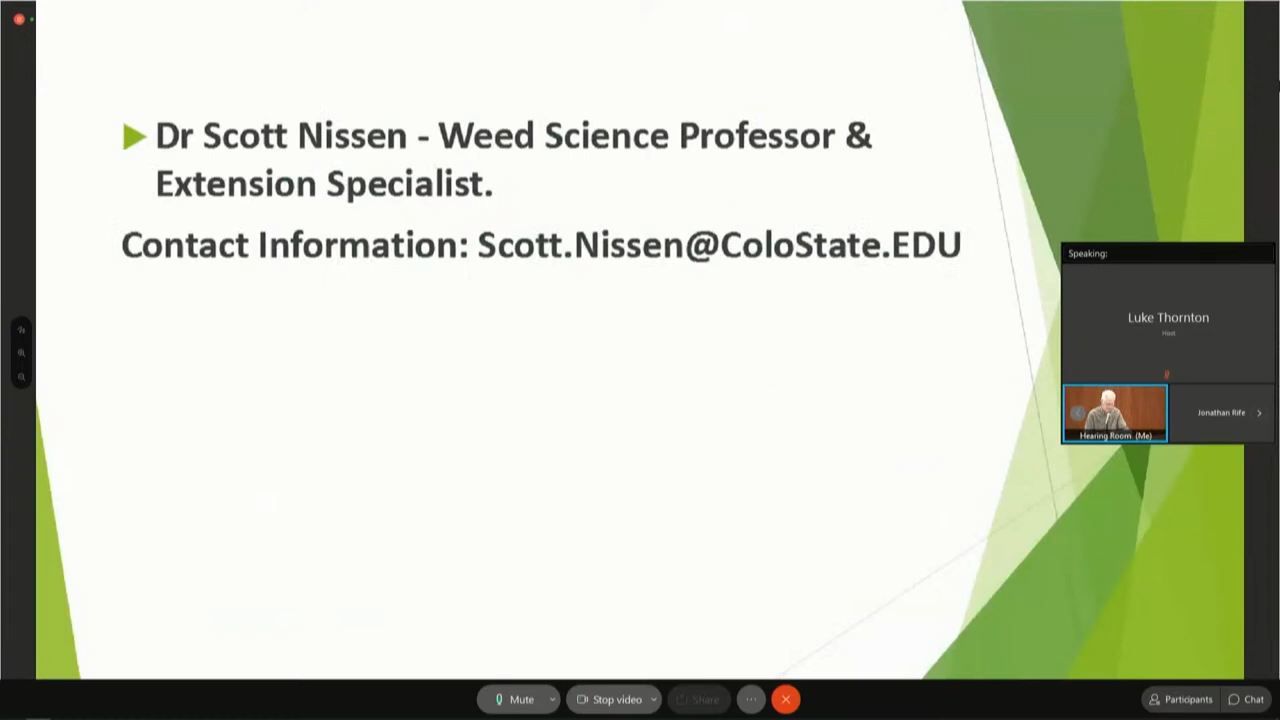 Dr Scott Nissen - Weed Science Professor &
Extension Specialist.
Contact Information: Scott.Nissen@ColoState.EDU
Speaking:
Luke Thornton
Host
Hearing Room (Me)
Jonathan Rife
Mute
Stop video
Share
Participants
Chat